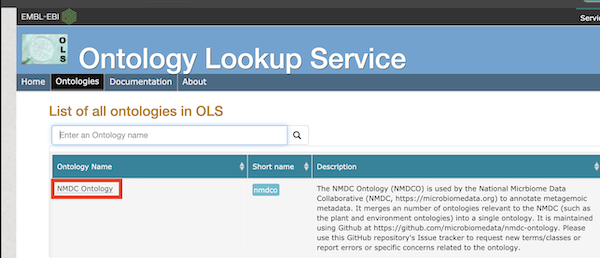 EMBL-EBI
Servic
OLS
Ontology Lookup Service
Home Ontologies Documentation About
List of all ontologies in OLS
Enter an Ontology name
Ontology Name Short name Description
NMDC Ontology nmdco The NMDC Ontology (NMDCO) is used by the National Micrbiome Data
Collaborative (NMDC, https://microbiomedata.org) to annotate metagemoic
metadata. It merges an number of ontologies relevant to the NMDC (such as
the plant and environment ontologies) into a single ontology. It is maintained
using Github at https://github.com/microbiomedata/nmdc-ontology. Please
use this GitHub repository's Issue tracker to request new terms/classes or
report errors or specific concerns related to the ontology.